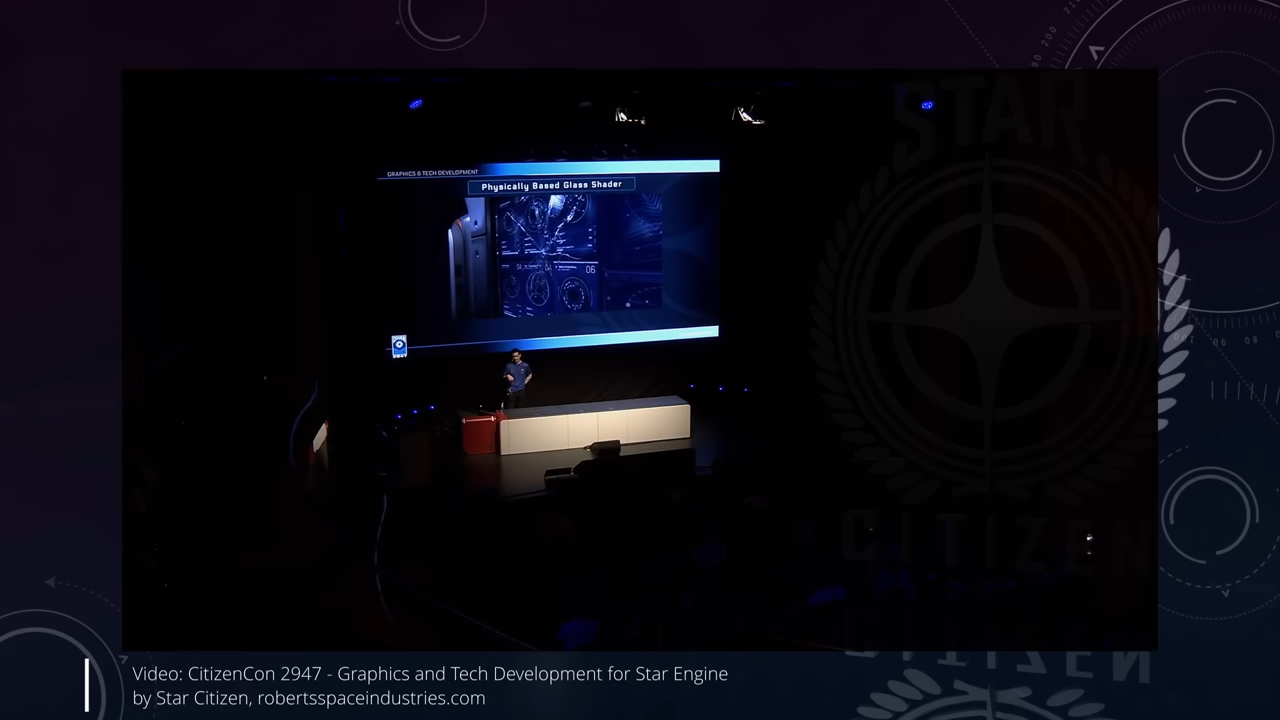 STAR
GRAPHICS & TECH DEVELOPMENT
Physically Based Glass Shader
06
CITIZEN
Video: CitizenCon 2947 - Graphics and Tech Development for Star Engine
by Star Citizen, robertsspaceindustries.com